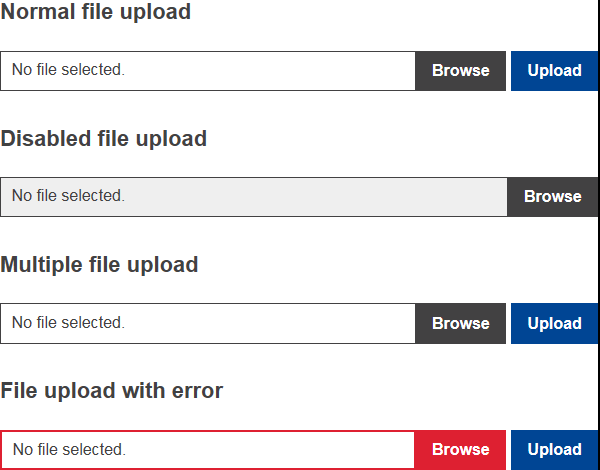 Normal file upload
No file selected. Browse Upload
Disabled file upload
No file selected. Browse
Multiple file upload
No file selected. Browse Upload
File upload with error
No file selected. Browse Upload